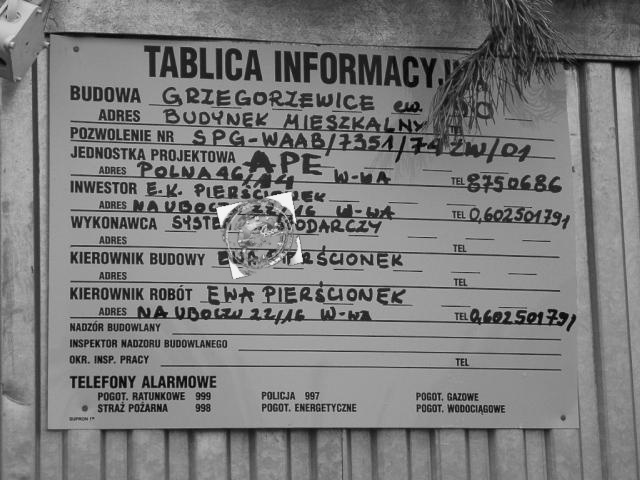 TABLICA INFORMACYJNA
BUDOWA GRZEGORZEWICE ew.
ADRES BUDYNEK MIESZKALNY
POZWOLENIE NR SPG-WAAB/7351/74 ZW/01
JEDNOSTKA PROJEKTOWA APE
ADRES POLNA 46/44 W-WA TEL 8750686
INWESTOR E.K. PIERŚCIONEK
ADRES NA UBOCZU 22/16 W-WA TEL 0,602501791
WYKONAWCA SYSTEM GOSPODARCZY
ADRES TEL
KIEROWNIK BUDOWY EWA PIERŚCIONEK
ADRES TEL
KIEROWNIK ROBÓT EWA PIERŚCIONEK
ADRES NA UBOCZU 22/16 W-wa TEL 0,602501791
NADZÓR BUDOWLANY
INSPEKTOR NADZORU BUDOWLANEGO
OKR. INSP. PRACY TEL
TELEFONY ALARMOWE
POGOT. RATUNKOWE 999 POLICJA 997 POGOT. GAZOWE
STRAŻ POŻARNA 998 POGOT. ENERGETYCZNE POGOT. WODOCIĄGOWE